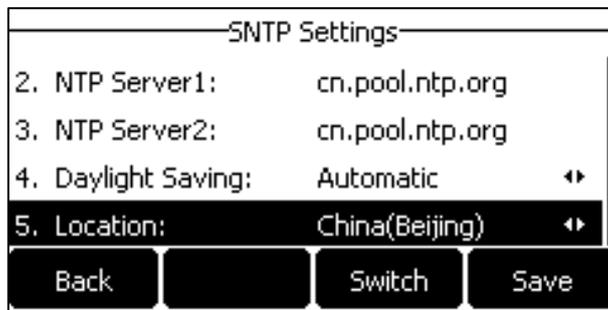 SNTP Settings
2. NTP Server1: cn.pool.ntp.org
3. NTP Server2: cn.pool.ntp.org
4. Daylight Saving: Automatic
5. Location: China(Beijing)
Back Switch Save